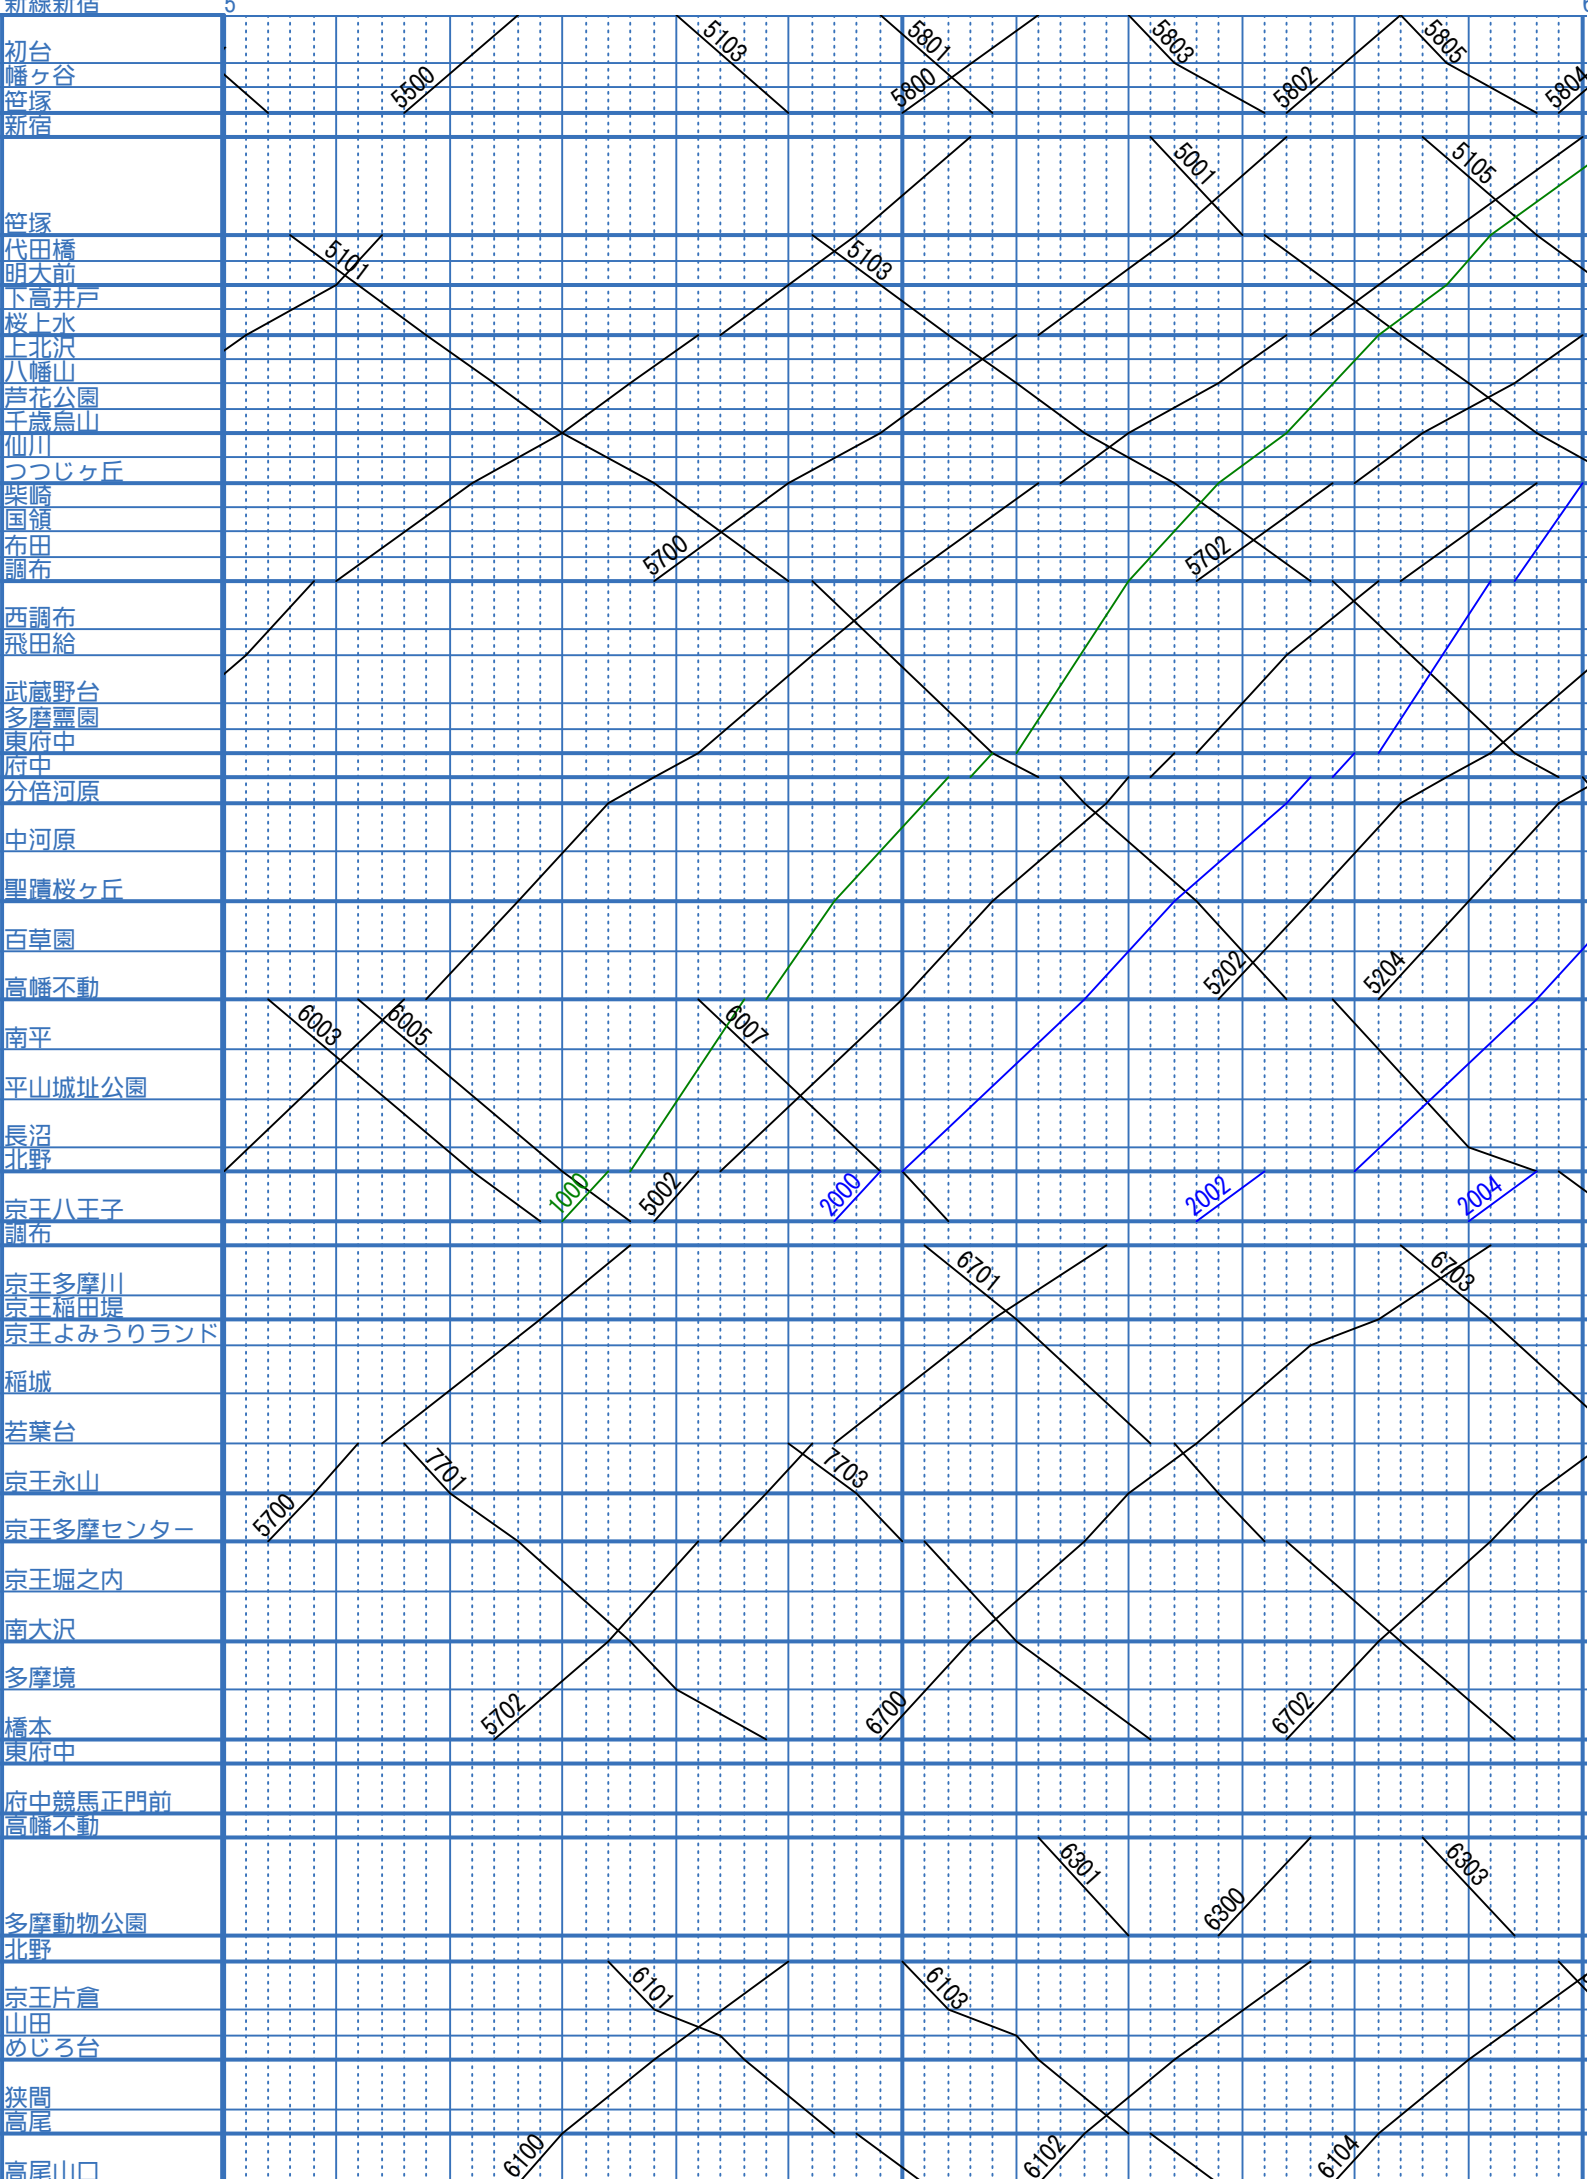 新線新宿
5
6
初台
幡ヶ谷
笹塚
5500
5103
5801
5800
5803
5802
5805
5804
新宿
笹塚
5001
5105
代田橋
明大前
5101
5103
下高井戸
桜上水
上北沢
八幡山
芦花公園
千歳烏山
仙川
つつじヶ丘
柴崎
国領
布田
調布
5700
5702
西調布
飛田給
武蔵野台
多磨霊園
東府中
府中
分倍河原
中河原
聖蹟桜ヶ丘
百草園
高幡不動
5202
5204
南平
6003
6005
6007
平山城址公園
長沼
北野
京王八王子
1000
5002
2000
2002
2004
調布
京王多摩川
6701
6703
京王稲田堤
京王よみうりランド
稲城
若葉台
京王永山
7701
7703
京王多摩センター
5700
京王堀之内
南大沢
多摩境
橋本
5702
6700
6702
東府中
府中競馬正門前
高幡不動
多摩動物公園
6301
6300
6303
北野
京王片倉
6101
6103
山田
めじろ台
狭間
高尾
高尾山口
6100
6102
6104